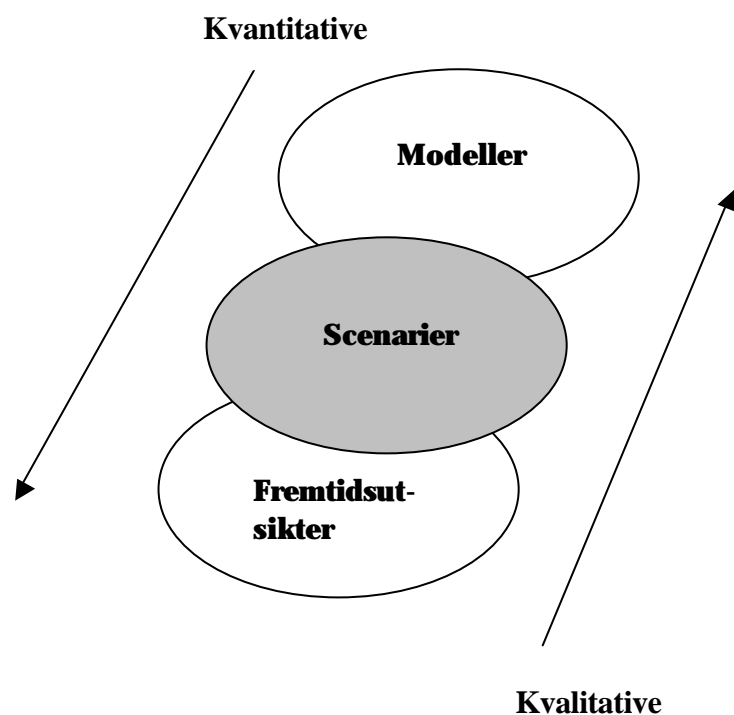 Kvantitative
Modeller
Scenarier
Fremtidsut-
sikter
Kvalitative